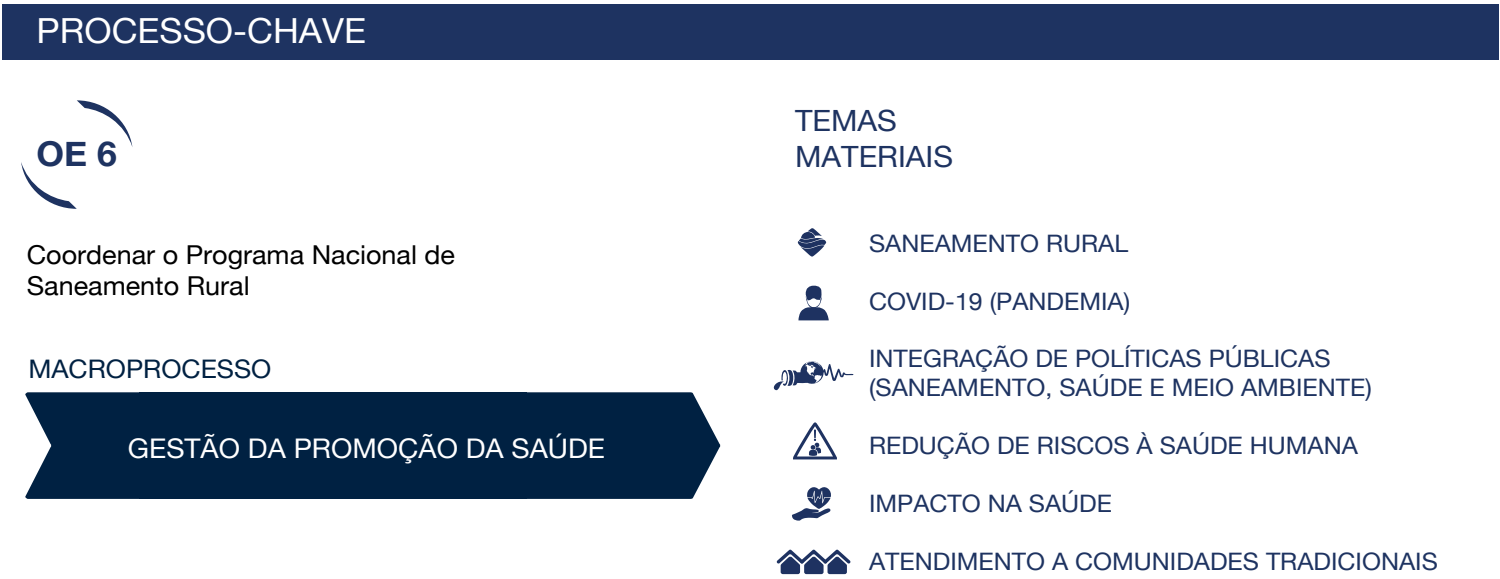 PROCESSO-CHAVE
OE 6
Coordenar o Programa Nacional de
Saneamento Rural
MACROPROCESSO
GESTÃO DA PROMOÇÃO DA SAÚDE
TEMAS
MATERIAIS
SANEAMENTO RURAL
COVID-19 (PANDEMIA)
INTEGRAÇÃO DE POLÍTICAS PÚBLICAS
(SANEAMENTO, SAÚDE E MEIO AMBIENTE)
REDUÇÃO DE RISCOS À SAÚDE HUMANA
IMPACTO NA SAÚDE
ATENDIMENTO A COMUNIDADES TRADICIONAIS